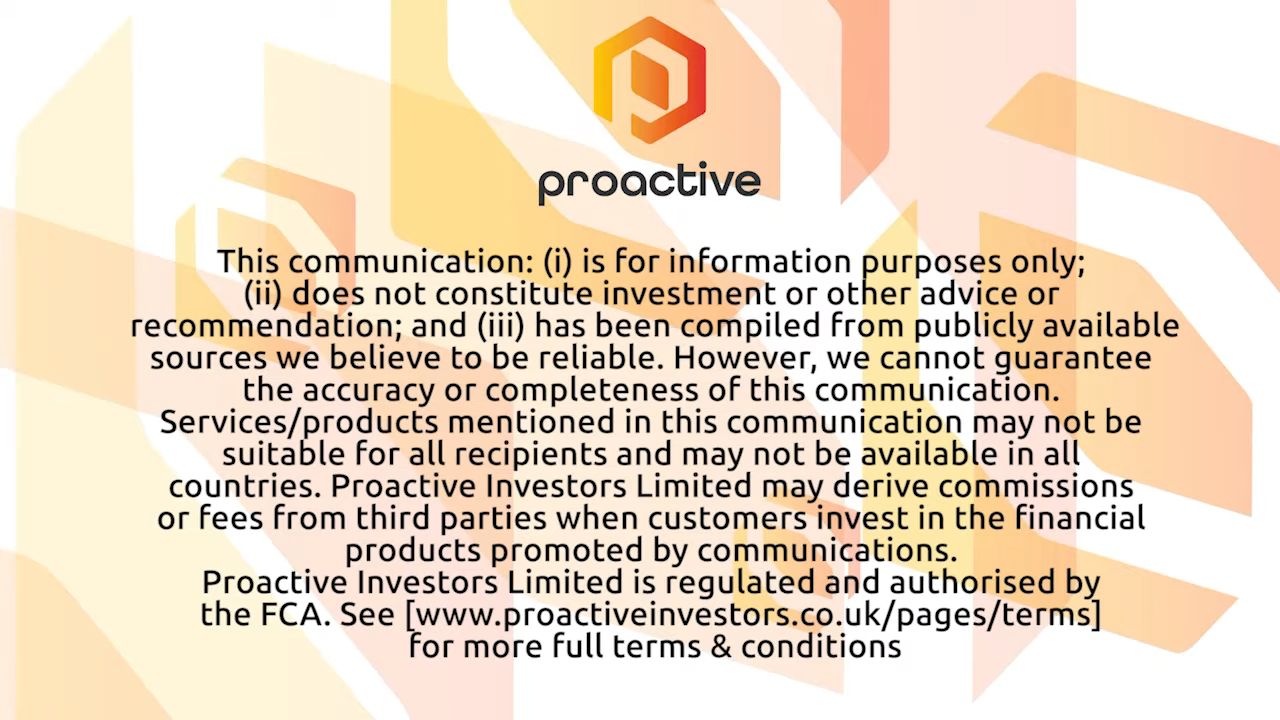 proactive
This communication: (i) is for information purposes only;
(ii) does not constitute investment or other advice or
recommendation; and (iii) has been compiled from publicly available
sources we believe to be reliable. However, we cannot guarantee
the accuracy or completeness of this communication.
Services/products mentioned in this communication may not be
suitable for all recipients and may not be available in all
countries. Proactive Investors Limited may derive commissions
or fees from third parties when customers invest in the financial
products promoted by communications.
Proactive Investors Limited is regulated and authorised by
the FCA. See [www.proactiveinvestors.co.uk/pages/terms]
for more full terms & conditions